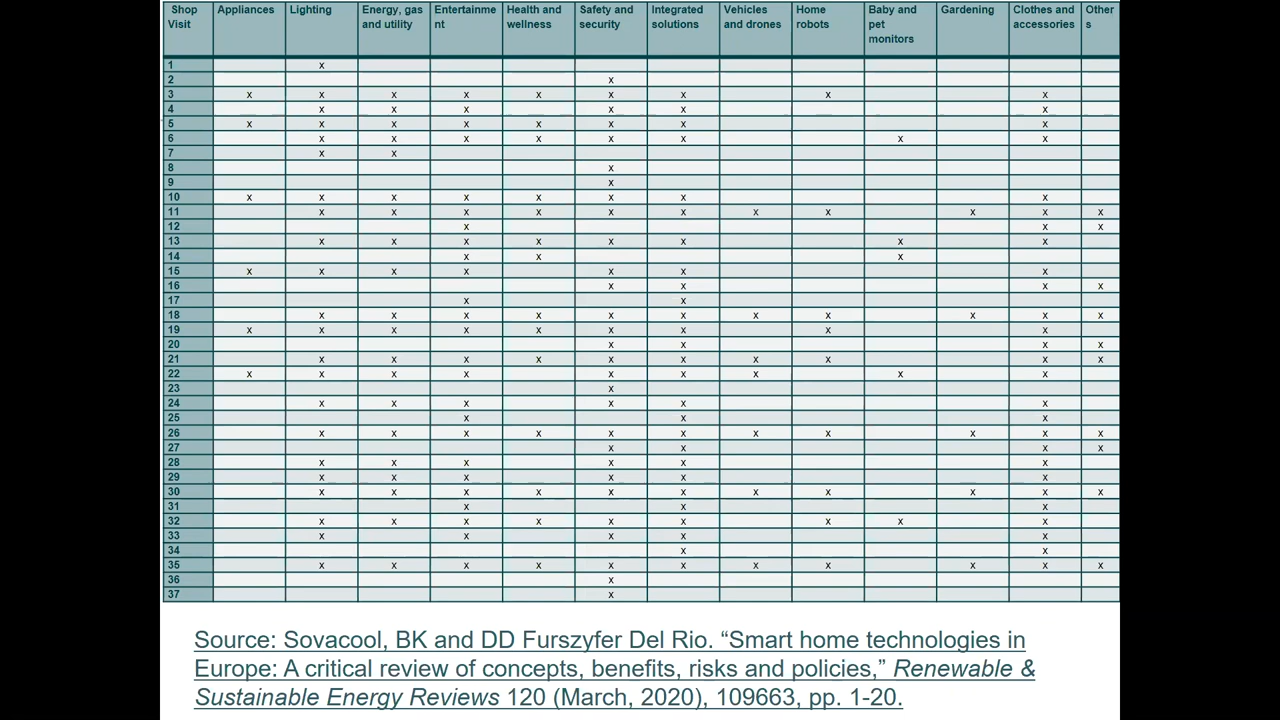 Shop Visit Appliances Lighting Energy, gas and utility Entertainment Health and wellness Safety and security Integrated solutions Vehicles and drones Home robots Baby and pet monitors Gardening Clothes and accessories Others
1 x
2 x
3 x x x x x x x x x
4 x x x x x x
5 x x x x x x x x
6 x x x x x x x x
7 x x
8 x
9 x
10 x x x x x x x x
11 x x x x x x x x x x x
12 x x x
13 x x x x x x x x
14 x x x
15 x x x x x x x
16 x x x x
17 x x
18 x x x x x x x x x x x
19 x x x x x x x x x
20 x x x x
21 x x x x x x x x x x
22 x x x x x x x x x
23 x
24 x x x x x
25 x x x
26 x x x x x x x x x x x
27 x x x x
28 x x x x x x
29 x x x x x x
30 x x x x x x x x x x x
31 x x x
32 x x x x x x x x x
33 x x x x x
34 x x
35 x x x x x x x x x x x
36 x
37 x
Source: Sovacool, BK and DD Furszyfer Del Rio. “Smart home technologies in
Europe: A critical review of concepts, benefits, risks and policies,” Renewable &
Sustainable Energy Reviews 120 (March, 2020), 109663, pp. 1-20.